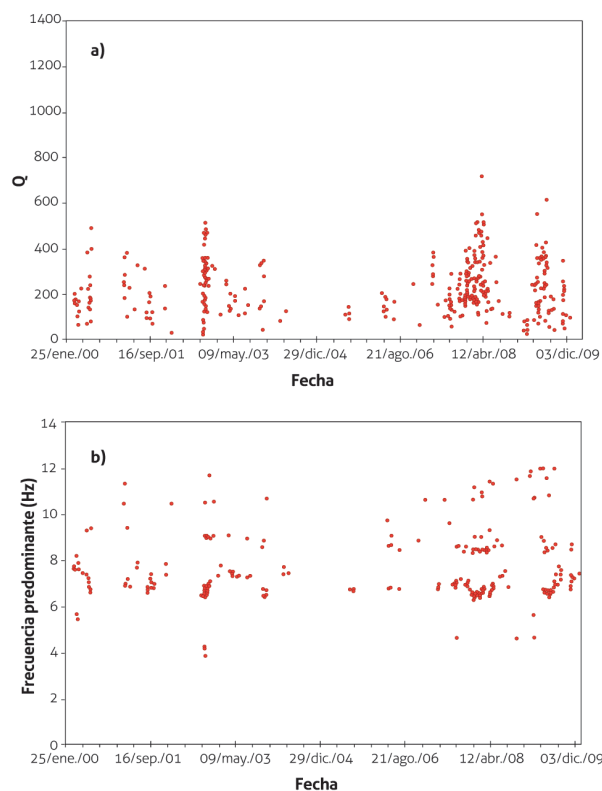 1400
a)
1200
1000
800
Q
600
400
200
0
25/ene./00 16/sep./01 09/may./03 29/dic./04 21/ago./06 12/abr./08 03/dic./09
Fecha
14
b)
12
10
Frecuencia predominante (Hz)
8
6
4
2
0
25/ene./00 16/sep./01 09/may./03 29/dic./04 21/ago./06 12/abr./08 03/dic./09
Fecha